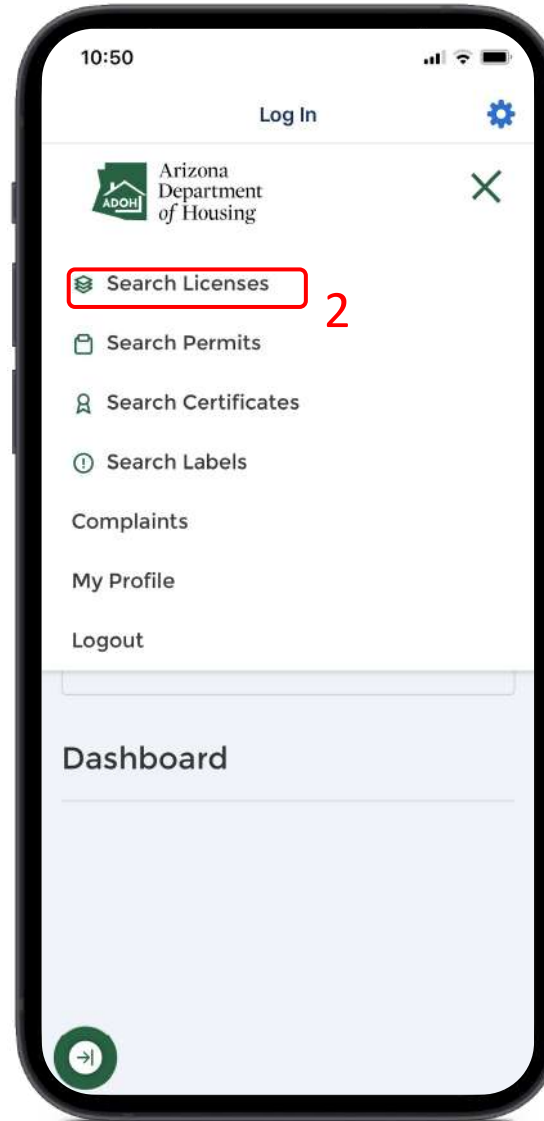 10:50
Log In
ADOH
Arizona
Department
of Housing
Search Licenses
2
Search Permits
Search Certificates
Search Labels
Complaints
My Profile
Logout
Dashboard